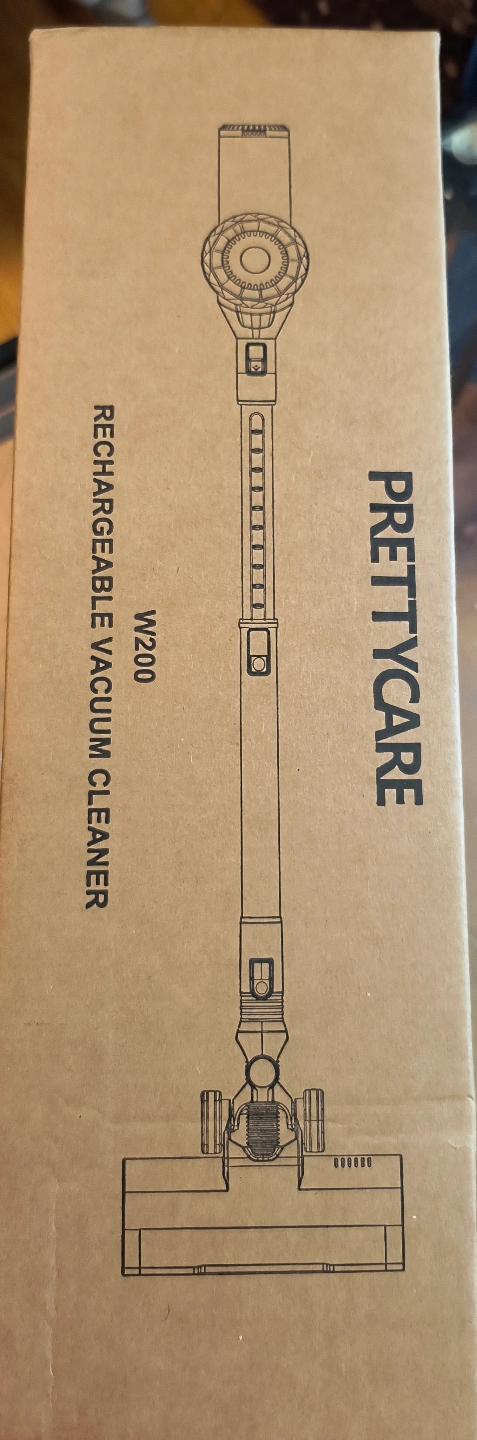 PRETTYCARE
W200
RECHARGEABLE VACUUM CLEANER